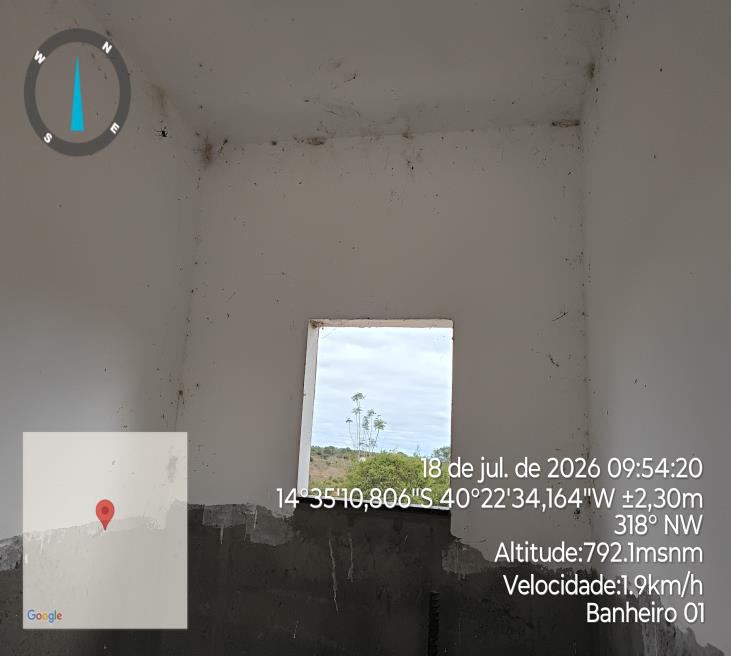 N
W
E
S
18 de jul. de 2026 09:54:20
14°35'10,806"S 40°22'34,164"W ±2,30m
318° NW
Altitude:792.1msnm
Velocidade:1.9km/h
Banheiro 01
Google